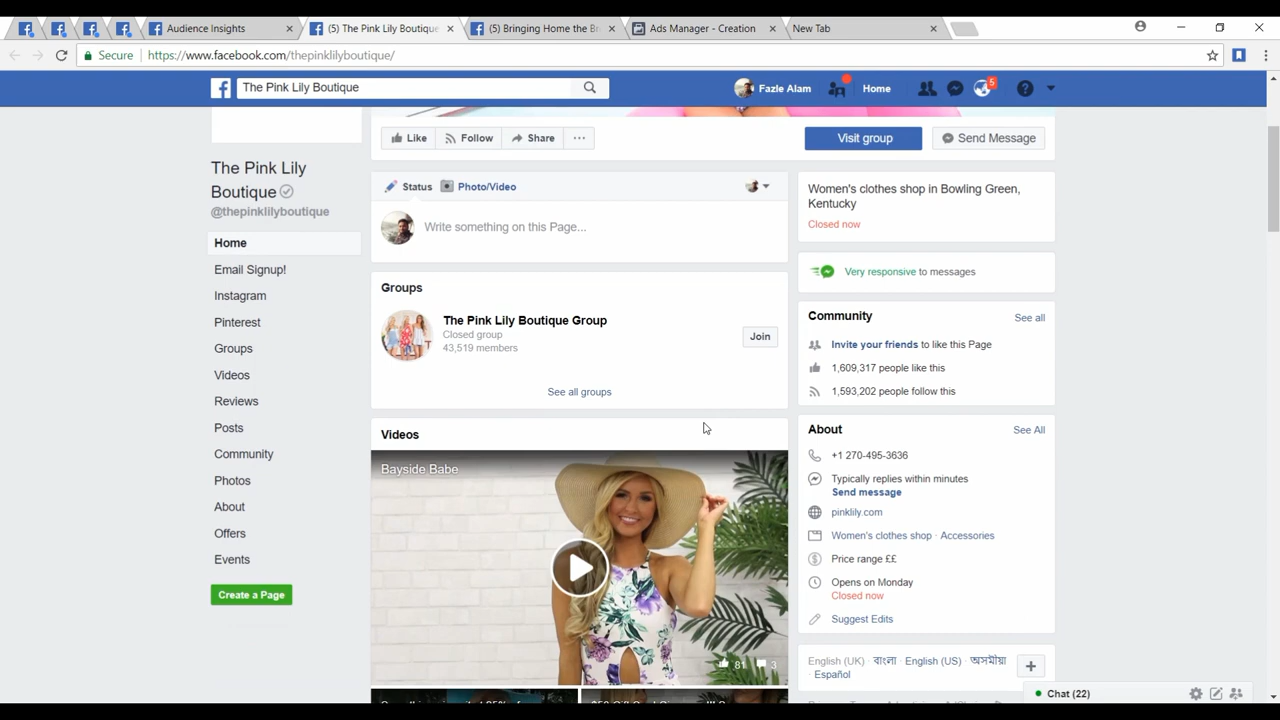 Audience Insights
(5) The Pink Lily Boutique
(5) Bringing Home the B
Ads Manager - Creation
New Tab
Secure
https://www.facebook.com/thepinklilyboutique/
The Pink Lily Boutique
Fazle Alam
Home
5
Like
Follow
Share
Visit group
Send Message
The Pink Lily
Boutique
@thepinklilyboutique
Home
Email Signup!
Instagram
Pinterest
Groups
Videos
Reviews
Posts
Community
Photos
About
Offers
Events
Create a Page
Status
Photo/Video
Write something on this Page...
Groups
The Pink Lily Boutique Group
Closed group
43,519 members
Join
See all groups
Videos
Bayside Babe
81
3
Women's clothes shop in Bowling Green,
Kentucky
Closed now
Very responsive to messages
Community
See all
Invite your friends to like this Page
1,609,317 people like this
1,593,202 people follow this
About
See All
+1 270-495-3636
Typically replies within minutes
Send message
pinklily.com
Women's clothes shop · Accessories
Price range ££
Opens on Monday
Closed now
Suggest Edits
English (UK) · বাংলা · English (US) · অসমীয়া
· Español
Chat (22)